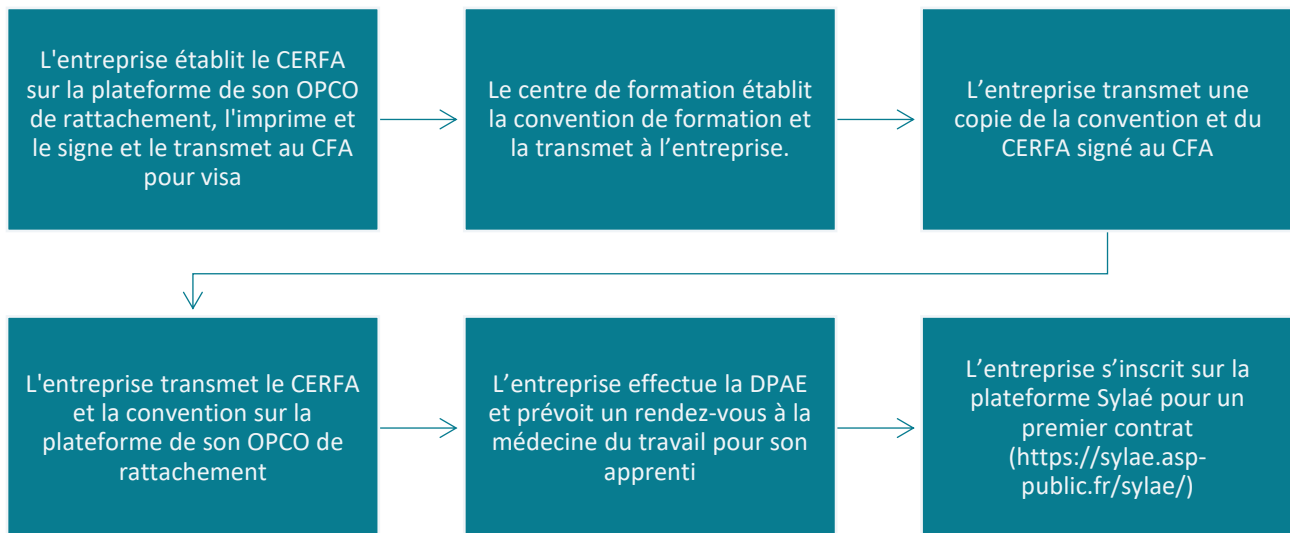 L'entreprise établit le CERFA
sur la plateforme de son OPCO
de rattachement, l'imprime et
le signe et le transmet au CFA
pour visa
Le centre de formation établit
la convention de formation et
la transmet à l’entreprise.
L’entreprise transmet une
copie de la convention et du
CERFA signé au CFA
L'entreprise transmet le CERFA
et la convention sur la
plateforme de son OPCO de
rattachement
L’entreprise effectue la DPAE
et prévoit un rendez-vous à la
médecine du travail pour son
apprenti
L’entreprise s’inscrit sur la
plateforme Sylaé pour un
premier contrat
(https://sylae.asp-
public.fr/sylae/)